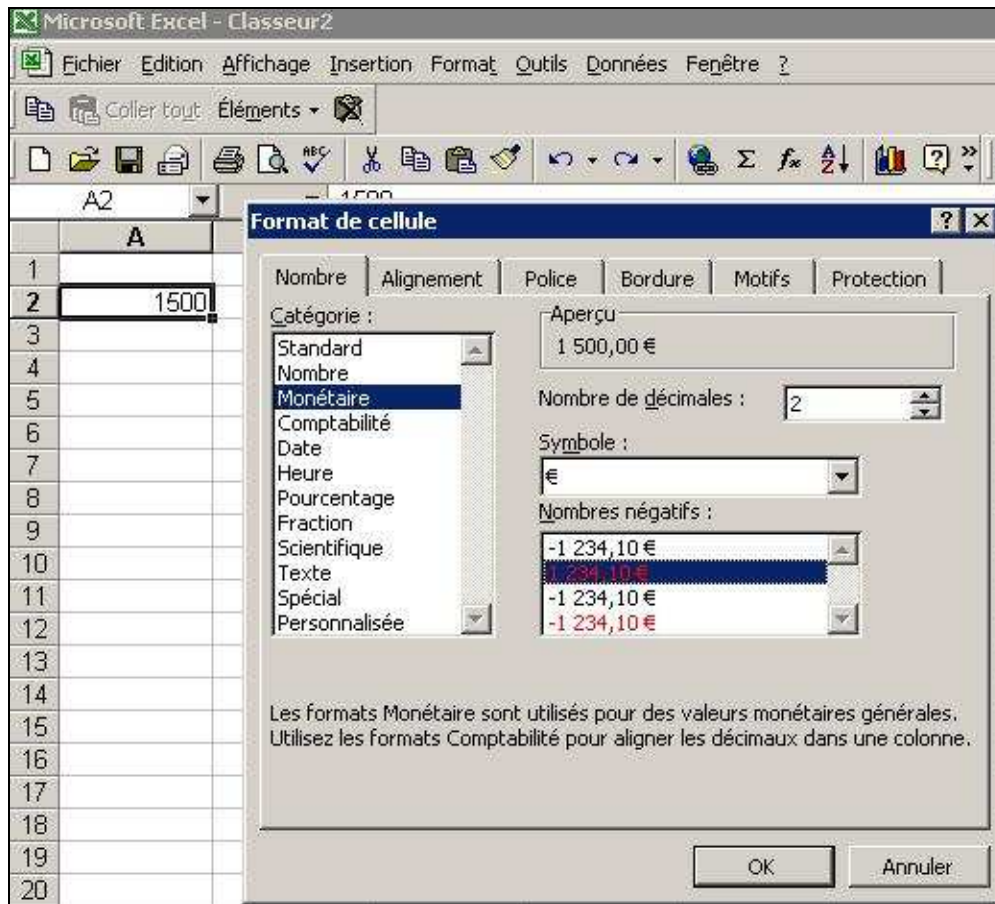 Microsoft Excel - Classeur2
Fichier Edition Affichage Insertion Format Outils Données Fenêtre ?
Coller tout Éléments
ABC Σ fx A Z ? »
A2 = 1500
Format de cellule ? X
A
Nombre Alignement Police Bordure Motifs Protection
1
2 1500
3
4
5
6
7
8
9
10
11
12
13
14
15
16
17
18
19
20
Catégorie :
Standard
Nombre
Monétaire
Comptabilité
Date
Heure
Pourcentage
Fraction
Scientifique
Texte
Spécial
Personnalisée
Aperçu
1 500,00 €
Nombre de décimales : 2
Symbole :
€
Nombres négatifs :
-1 234,10 €
1 234,10 €
-1 234,10 €
-1 234,10 €
Les formats Monétaire sont utilisés pour des valeurs monétaires générales.
Utilisez les formats Comptabilité pour aligner les décimaux dans une colonne.
OK Annuler